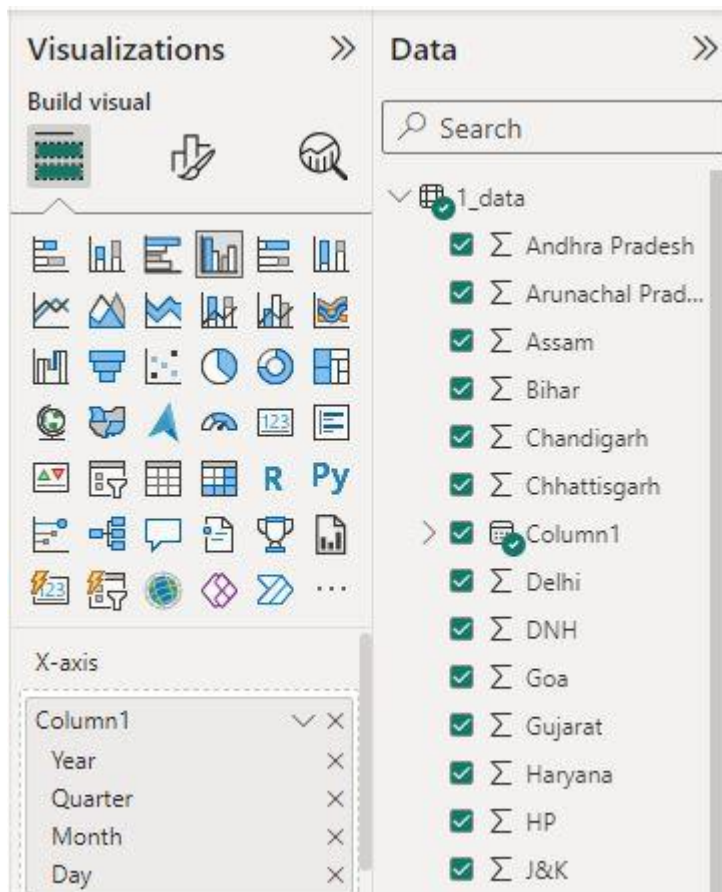 Visualizations
Build visual
123
R
Py
123
X-axis
Column1
Year
Quarter
Month
Day
Data
Search
1_data
Andhra Pradesh
Arunachal Prad...
Assam
Bihar
Chandigarh
Chhattisgarh
Column1
Delhi
DNH
Goa
Gujarat
Haryana
HP
J&K